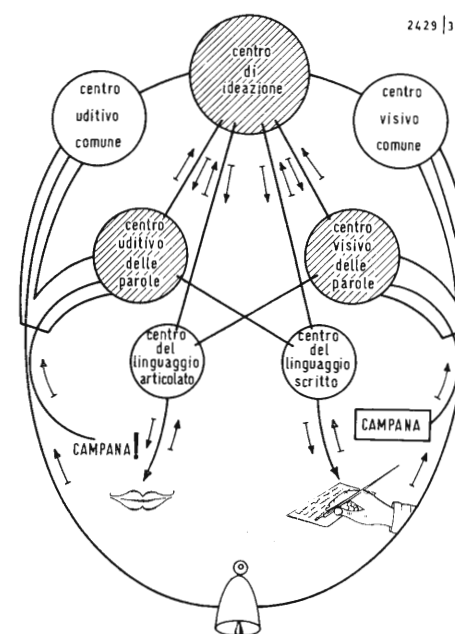 2429|3
centro
di
ideazione
centro
uditivo
comune
centro
visivo
comune
centro
uditivo
delle
parole
centro
visivo
delle
parole
centro
del
linguaggio
articolato
centro
del
linguaggio
scritto
CAMPANA!
CAMPANA